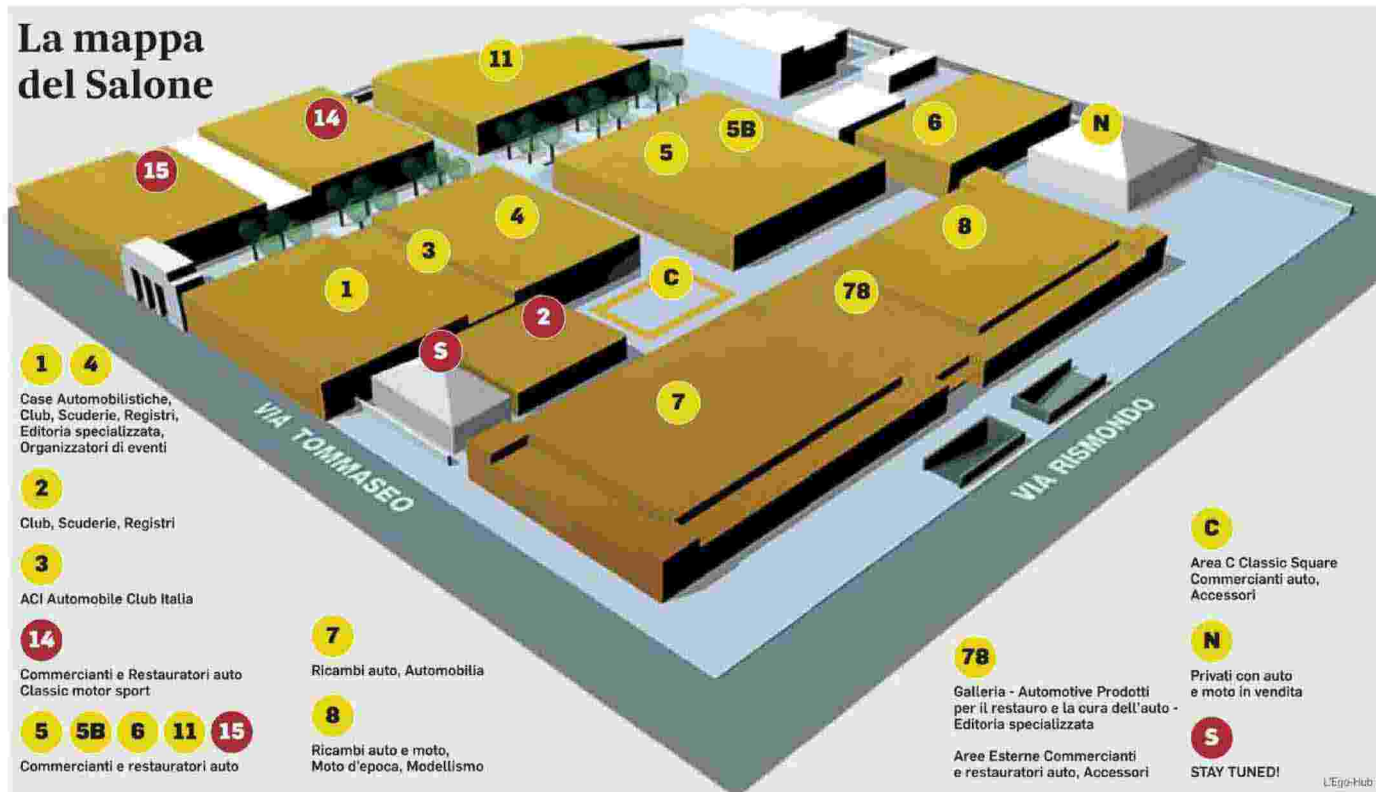 La mappa
del Salone
11
14
15
5B
5
6
N
4
3
1
8
C
78
2
S
7
VIA TOMMASEO
VIA RISMONDO
1 4
Case Automobilistiche,
Club, Scuderie, Registri,
Editoria specializzata,
Organizzatori di eventi
2
Club, Scuderie, Registri
3
ACI Automobile Club Italia
14
Commercianti e Restauratori auto
Classic motor sport
5 5B 6 11 15
Commercianti e restauratori auto
7
Ricambi auto, Automobilia
8
Ricambi auto e moto,
Moto d'epoca, Modellismo
78
Galleria - Automotive Prodotti
per il restauro e la cura dell'auto -
Editoria specializzata
Aree Esterne Commercianti
e restauratori auto, Accessori
C
Area C Classic Square
Commercianti auto,
Accessori
N
Privati con auto
e moto in vendita
S
STAY TUNED!
L'Ego-Hub